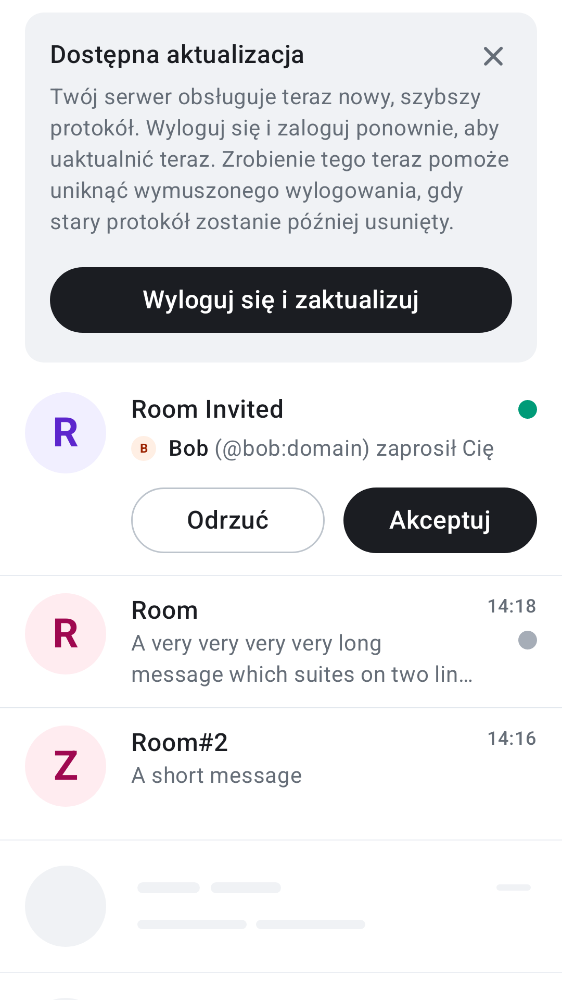 Dostępna aktualizacja
Twój serwer obsługuje teraz nowy, szybszy
protokół. Wyloguj się i zaloguj ponownie, aby
uaktualnić teraz. Zrobienie tego teraz pomoże
uniknąć wymuszonego wylogowania, gdy
stary protokół zostanie później usunięty.
Wyloguj się i zaktualizuj
R
Room Invited
B
Bob (@bob:domain) zaprosił Cię
Odrzuć
Akceptuj
R
Room
14:18
A very very very very long
message which suites on two lin…
Z
Room#2
14:16
A short message